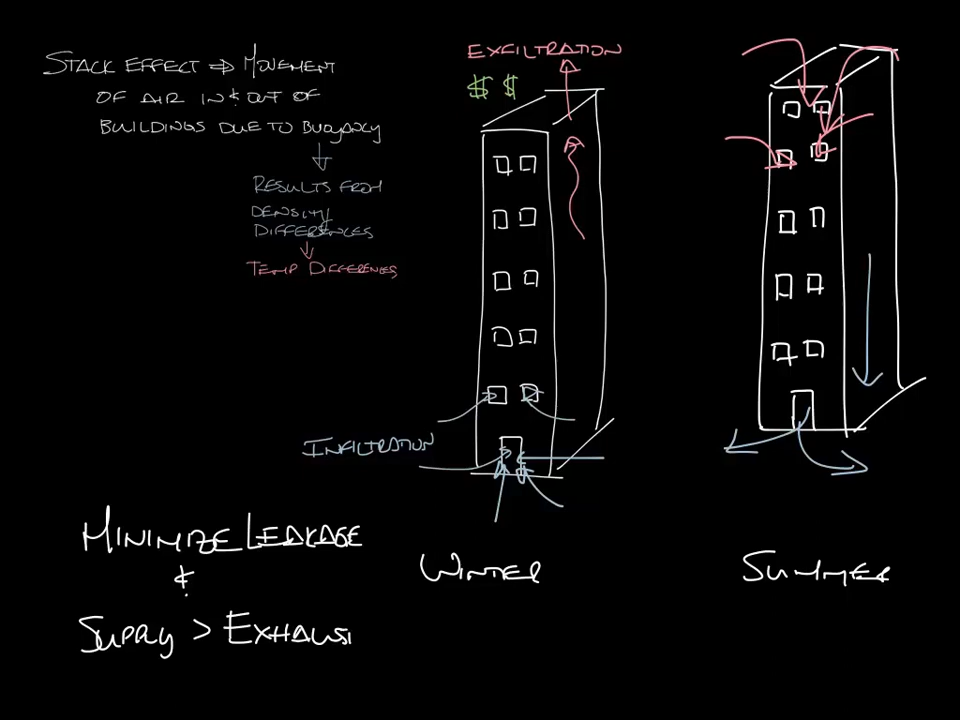 STACK EFFECT ⇒ MOVEMENT
OF AIR IN & OUT OF
BUILDINGS DUE TO BUOYANCY
RESULTS FROM
DENSITY
DIFFERENCES
TEMP DIFFERENCES
EXFILTRATION
$ $
INFILTRATION
MINIMIZE LEAKAGE
&
SUPPLY > EXHAUST
WINTER
SUMMER